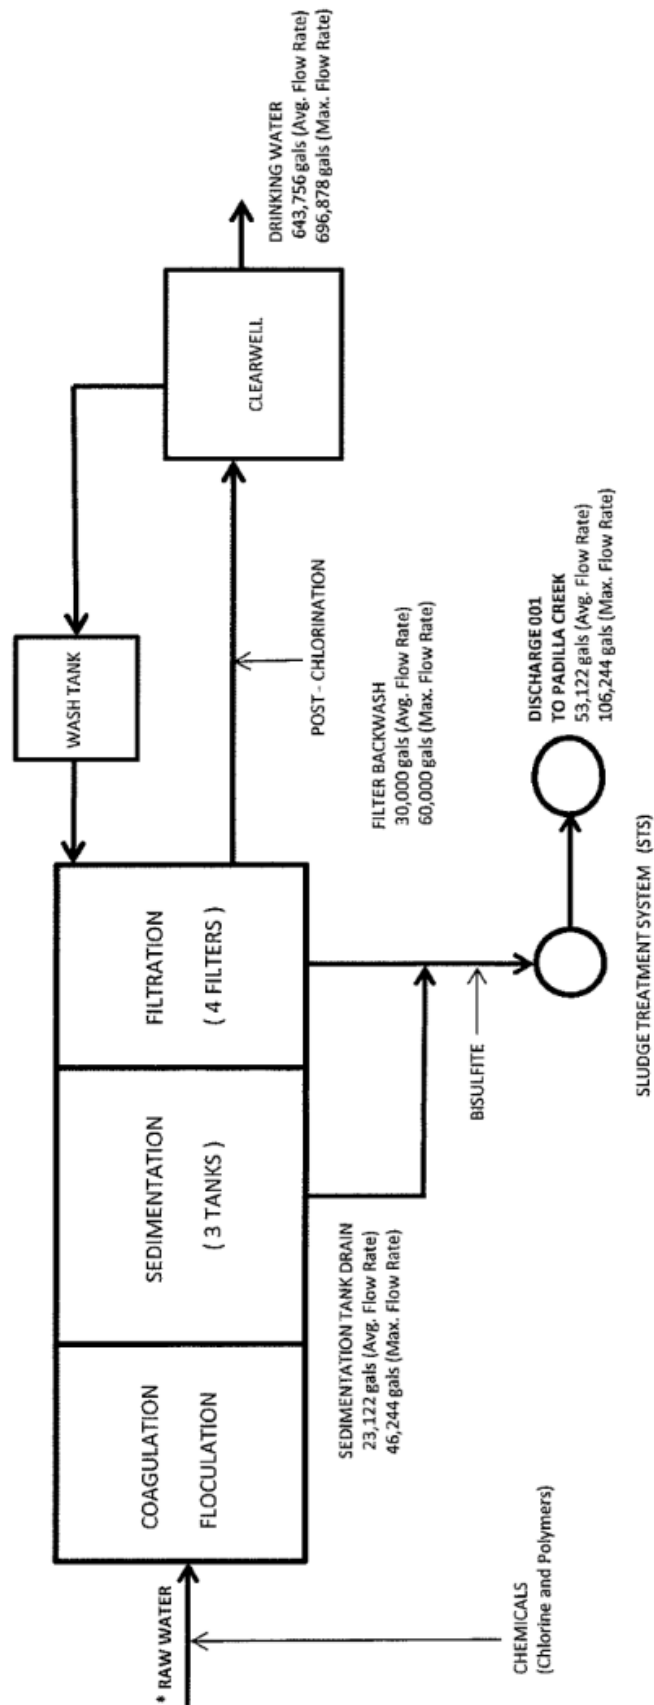 * RAW WATER
CHEMICALS
(Chlorine and Polymers)
COAGULATION
FLOCULATION
SEDIMENTATION
( 3 TANKS )
FILTRATION
( 4 FILTERS )
SEDIMENTATION TANK DRAIN
23,122 gals (Avg. Flow Rate)
46,244 gals (Max. Flow Rate)
BISULFITE
FILTER BACKWASH
30,000 gals (Avg. Flow Rate)
60,000 gals (Max. Flow Rate)
SLUDGE TREATMENT SYSTEM (STS)
DISCHARGE 001
TO PADILLA CREEK
53,122 gals (Avg. Flow Rate)
106,244 gals (Max. Flow Rate)
WASH TANK
POST - CHLORINATION
CLEARWELL
DRINKING WATER
643,756 gals (Avg. Flow Rate)
696,878 gals (Max. Flow Rate)